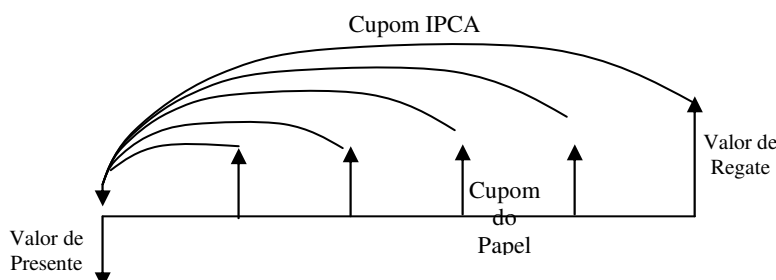 Cupom IPCA
Valor de
Regate
Cupom
do
Papel
Valor de
Presente